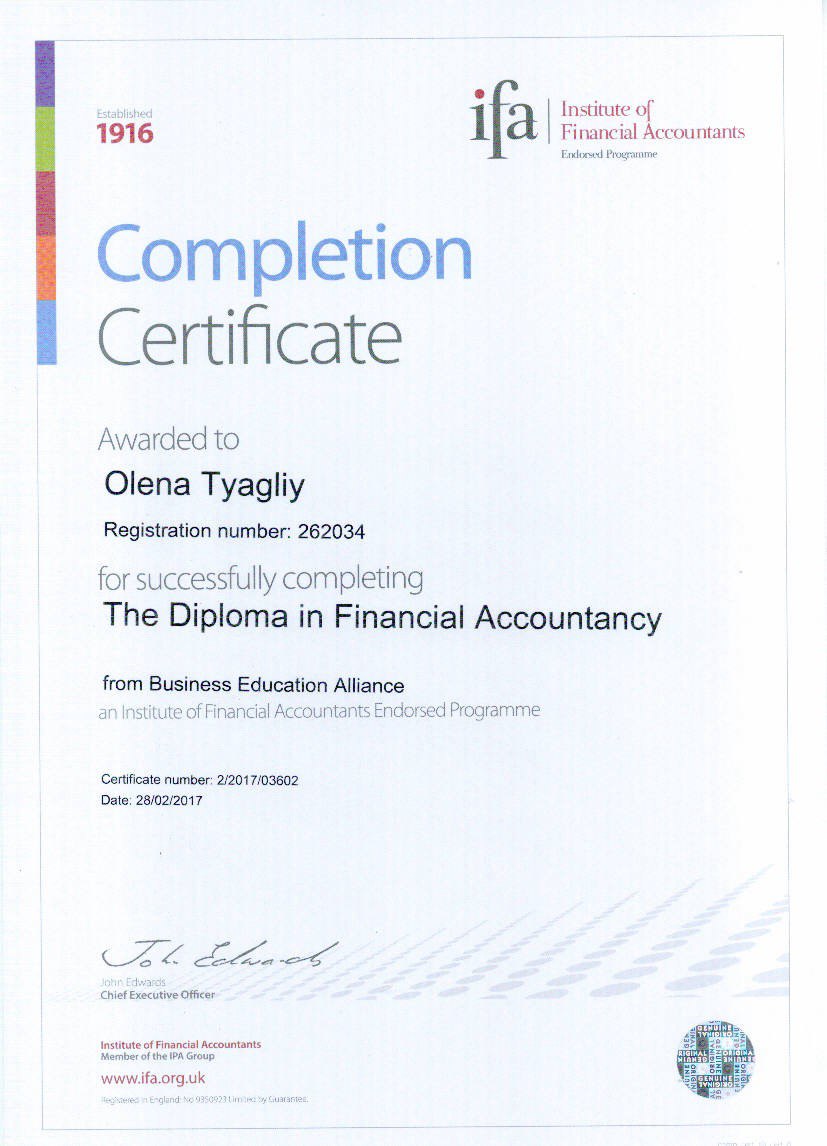 Established
1916
ifa
Institute of
Financial Accountants
Endorsed Programme
Completion
Certificate
Awarded to
Olena Tyagliy
Registration number: 262034
for successfully completing
The Diploma in Financial Accountancy
from Business Education Alliance
an Institute of Financial Accountants Endorsed Programme
Certificate number: 2/2017/03602
Date: 28/02/2017
John Edwards
John Edwards
Chief Executive Officer
Institute of Financial Accountants
Member of the IPA Group
www.ifa.org.uk
Registered in England: No 9350923 Limited by Guarantee.
GENUINE
ORIGINAL
GENUINE